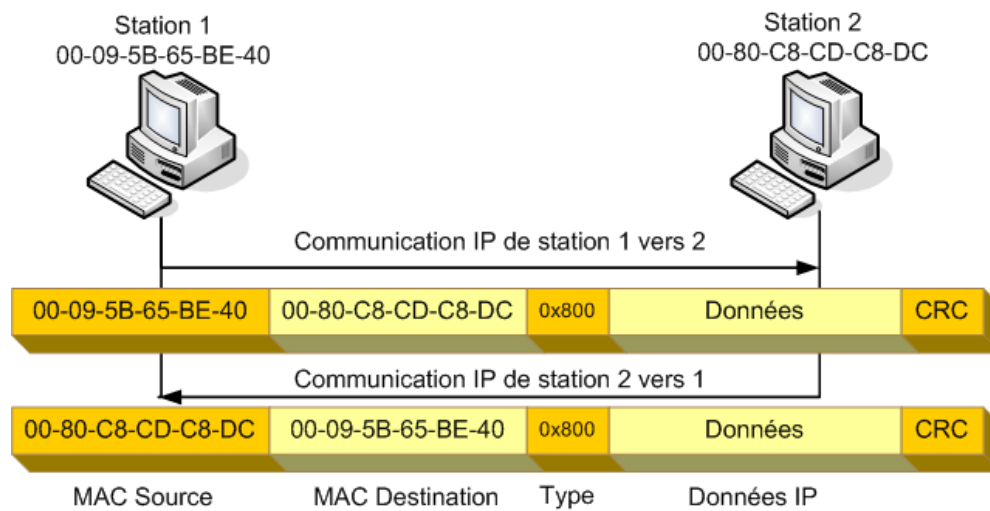 Station 1
00-09-5B-65-BE-40
Station 2
00-80-C8-CD-C8-DC
Communication IP de station 1 vers 2
00-09-5B-65-BE-40 00-80-C8-CD-C8-DC 0x800 Données CRC
Communication IP de station 2 vers 1
00-80-C8-CD-C8-DC 00-09-5B-65-BE-40 0x800 Données CRC
MAC Source MAC Destination Type Données IP